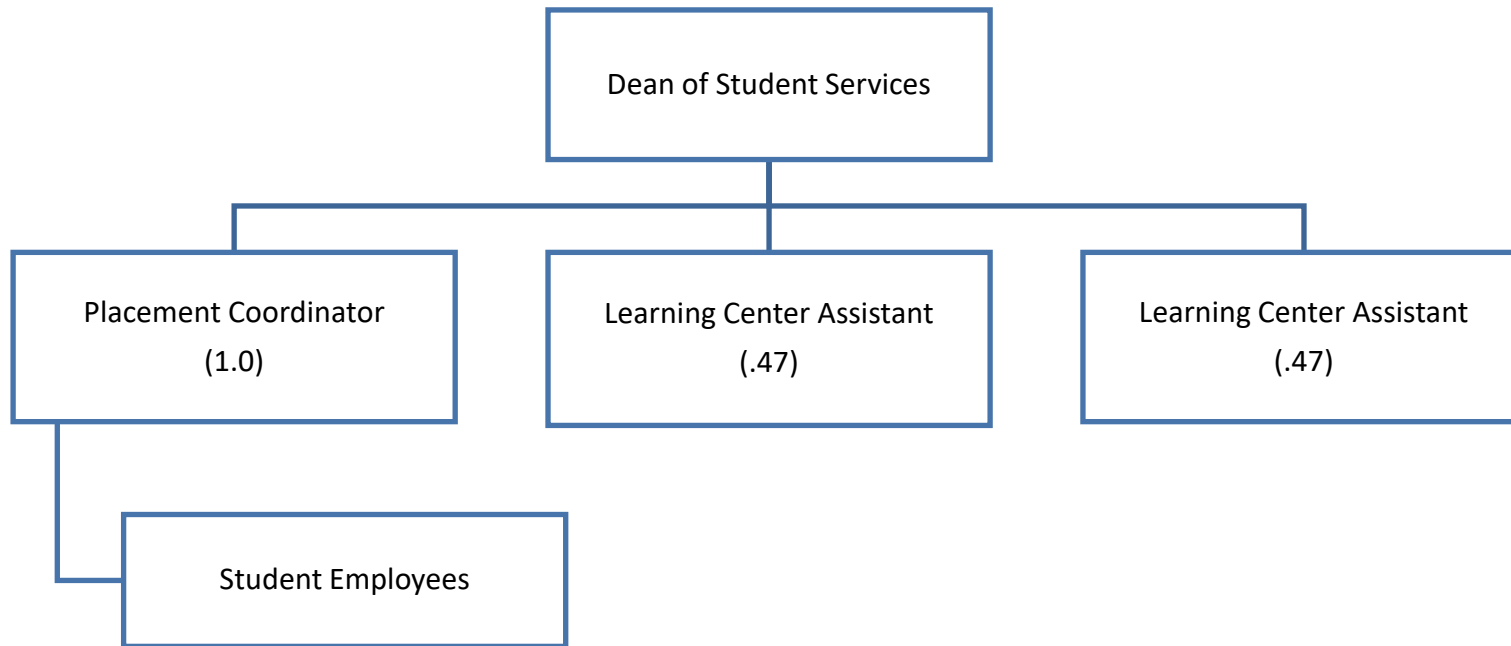 Dean of Student Services
Placement Coordinator
(1.0)
Learning Center Assistant
(.47)
Learning Center Assistant
(.47)
Student Employees